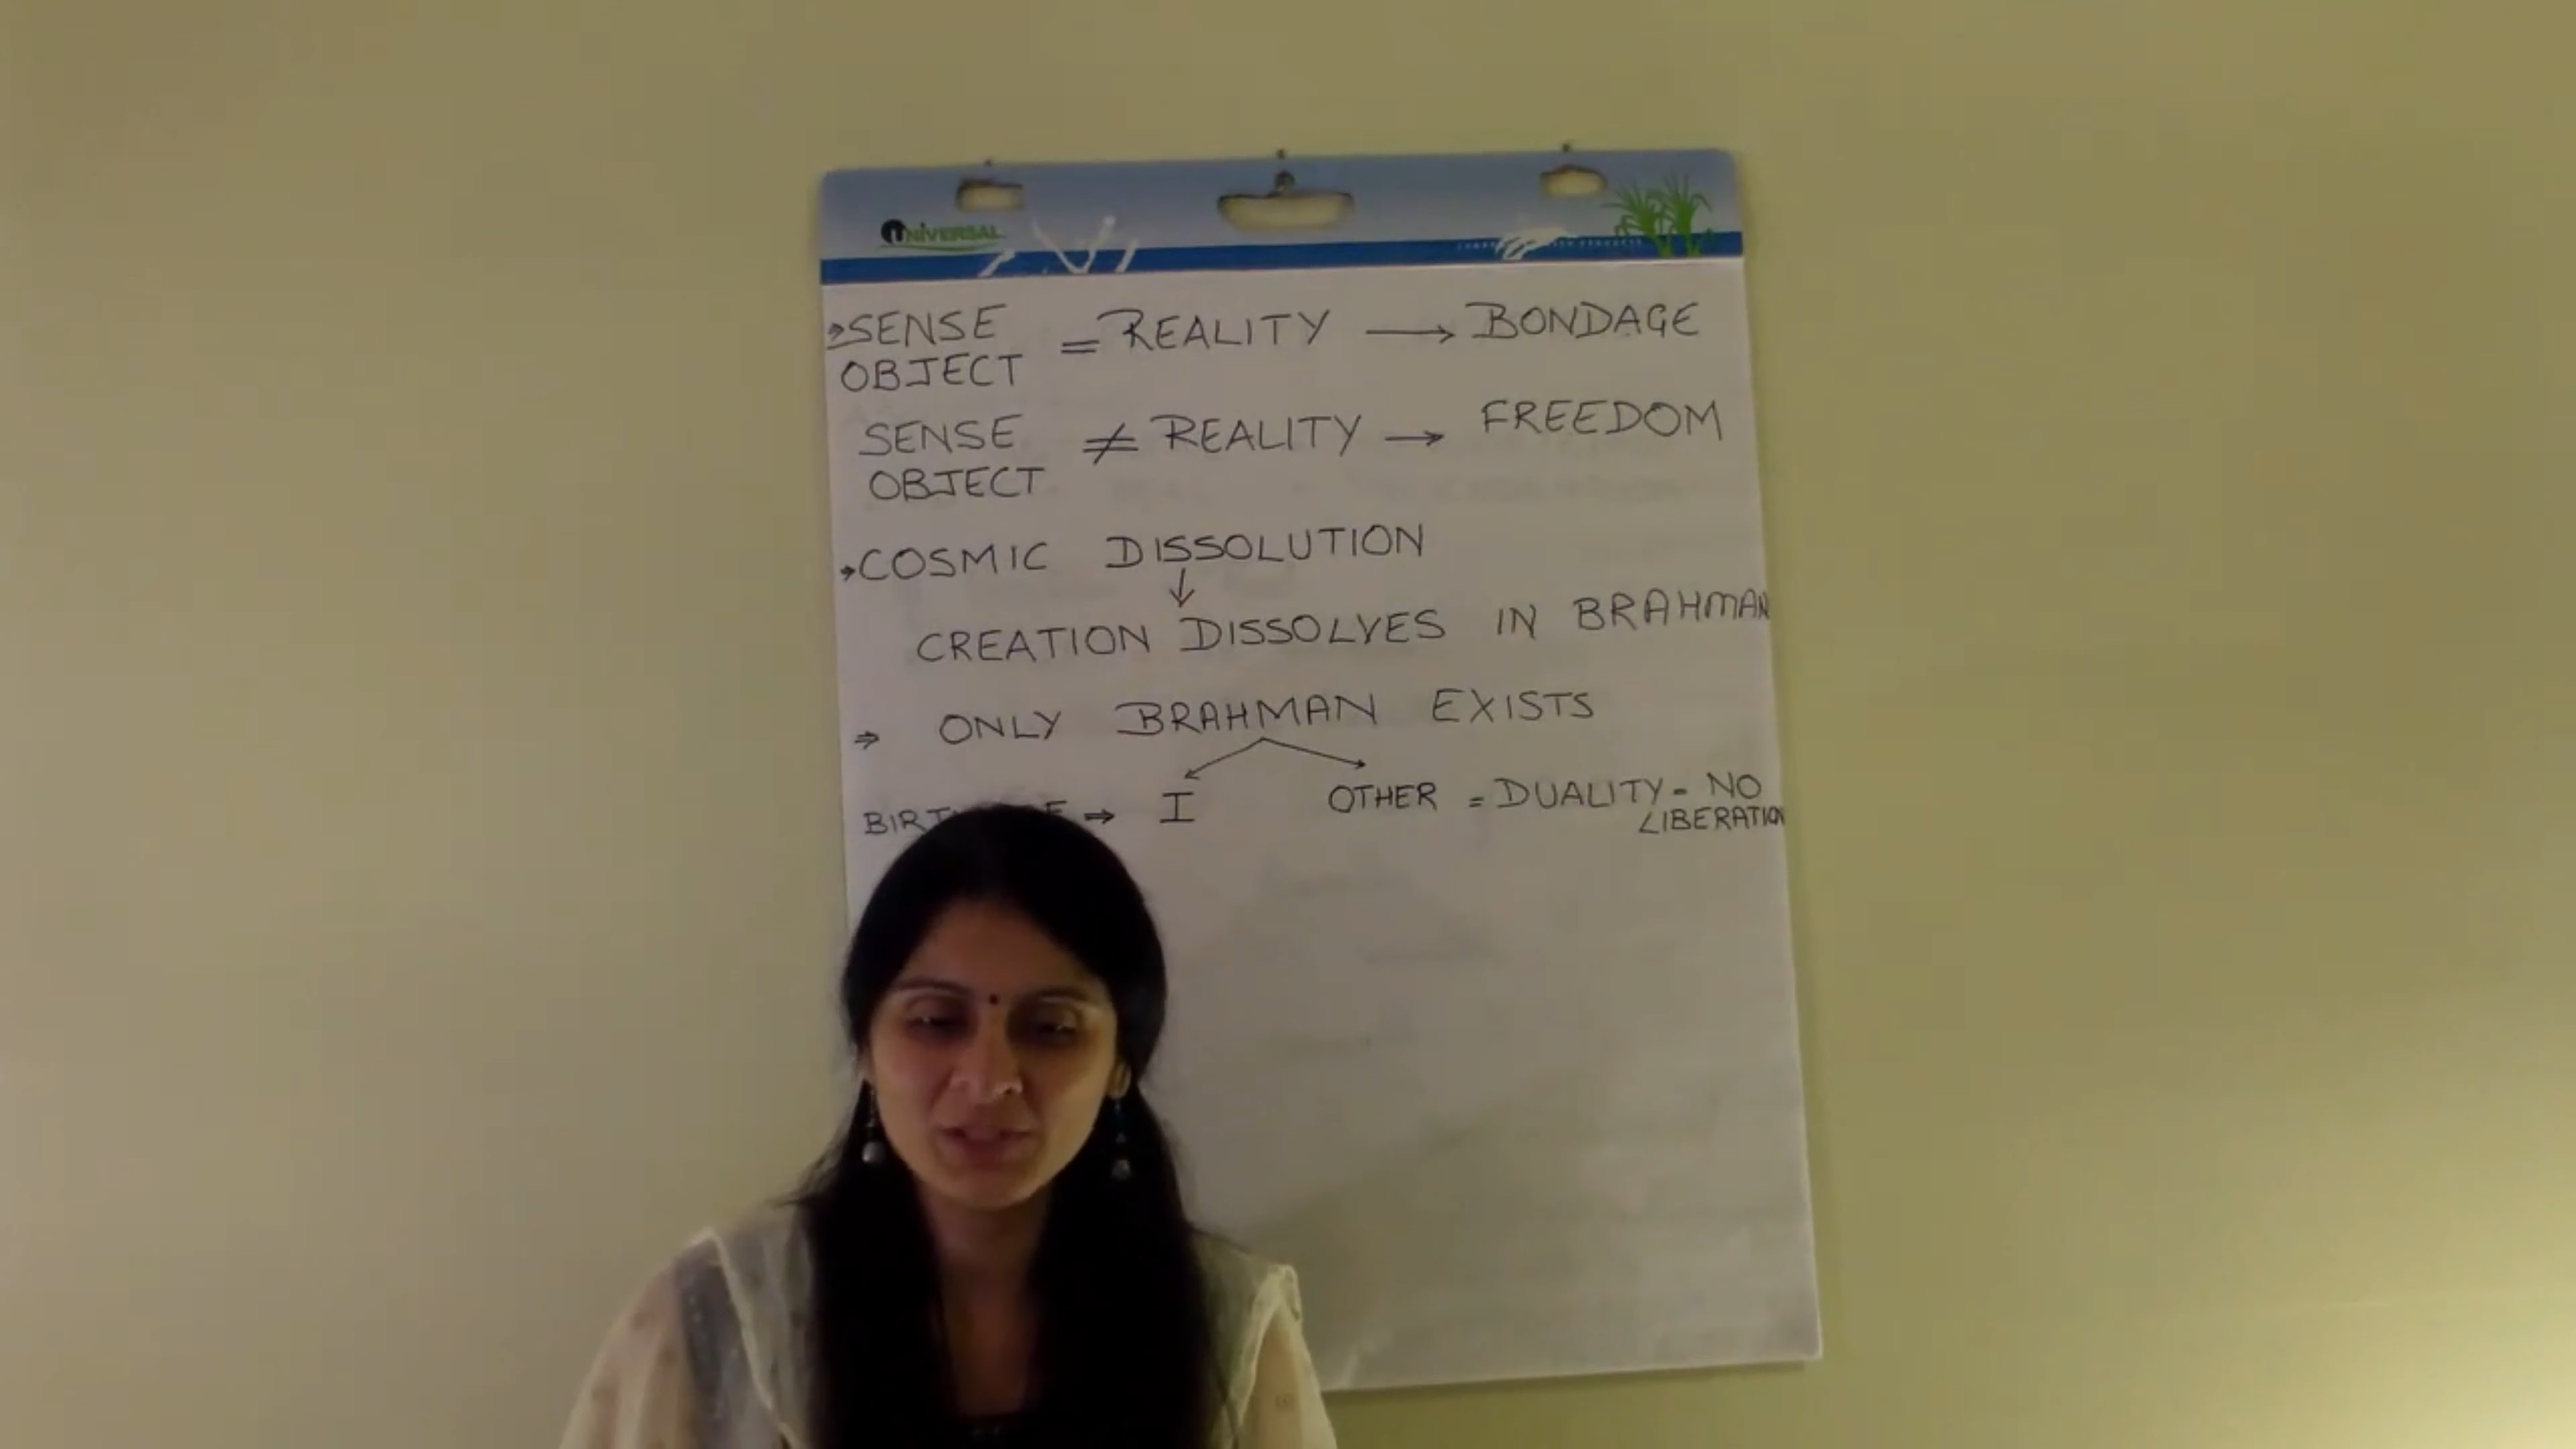 UNIVERSAL
⇒SENSE OBJECT = REALITY → BONDAGE
SENSE OBJECT ≠ REALITY → FREEDOM
→COSMIC DISSOLUTION
↓
CREATION DISSOLVES IN BRAHMAN
⇒ ONLY BRAHMAN EXISTS
⇒ I OTHER = DUALITY = NO LIBERATION